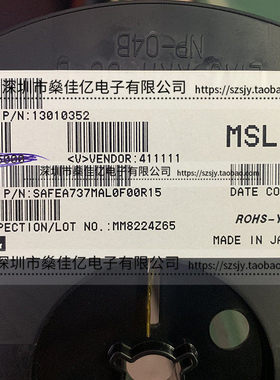 NP-04B
深圳市燊佳亿电子有限公司 https://szsjy.taobao.com
P/N:13010352
MSL
<V>VENDOR:411111
深圳市燊佳亿电子有限公司 https://szsjy.taobao.com
P/N:SAFEA737MAL0F00R15
DATE CO
ROHS-Y
PECTION/LOT NO.:MM8224Z65
MADE IN JA
深圳市燊佳亿电子有限公司 https://szsjy.taobao.com